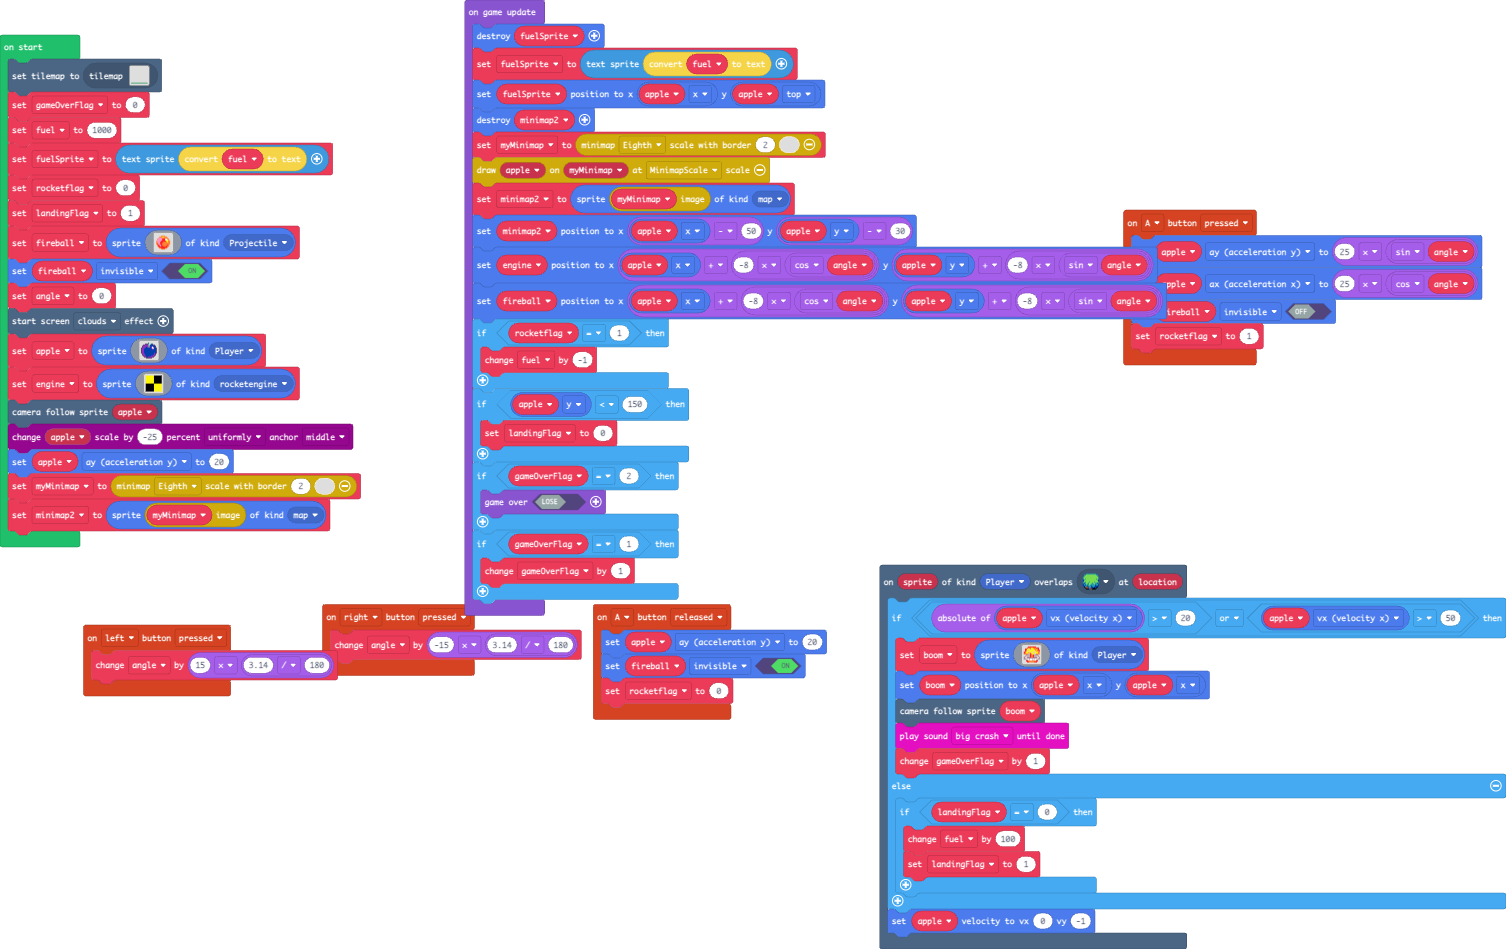 on start
set tilemap to tilemap
set gameOverFlag to 0
set fuel to 1000
set fuelSprite to text sprite convert fuel to text
set rocketflag to 0
set landingFlag to 1
set fireball to sprite of kind Projectile
set fireball invisible ON
set angle to 0
start screen clouds effect
set apple to sprite of kind Player
set engine to sprite of kind rocketengine
camera follow sprite apple
change apple scale by -25 percent uniformly anchor middle
set apple ay (acceleration y) to 20
set myMinimap to minimap Eighth scale with border 2
set minimap2 to sprite myMinimap image of kind map
on game update
destroy fuelSprite
set fuelSprite to text sprite convert fuel to text
set fuelSprite position to x apple x y apple top
destroy minimap2
set myMinimap to minimap Eighth scale with border 2
draw apple on myMinimap at MinimapScale scale
set minimap2 to sprite myMinimap image of kind map
set minimap2 position to x apple x - 50 y apple y - 30
set engine position to x apple x + -8 × cos angle y apple y + -8 × sin angle
set fireball position to x apple x + -8 × cos angle y apple y + -8 × sin angle
if rocketflag = 1 then
change fuel by -1
if apple y < 150 then
set landingFlag to 0
if gameOverFlag = 2 then
game over LOSE
if gameOverFlag = 1 then
change gameOverFlag by 1
on A button pressed
apple ay (acceleration y) to 25 × sin angle
apple ax (acceleration x) to 25 × cos angle
fireball invisible OFF
set rocketflag to 1
on left button pressed
change angle by 15 × 3.14 / 180
on right button pressed
change angle by -15 × 3.14 / 180
on A button released
set apple ay (acceleration y) to 20
set fireball invisible ON
set rocketflag to 0
on sprite of kind Player overlaps at location
if absolute of apple vx (velocity x) > 20 or apple vx (velocity x) > 50 then
set boom to sprite of kind Player
set boom position to x apple x y apple x
camera follow sprite boom
play sound big crash until done
change gameOverFlag by 1
else
if landingFlag = 0 then
change fuel by 100
set landingFlag to 1
set apple velocity to vx 0 vy -1